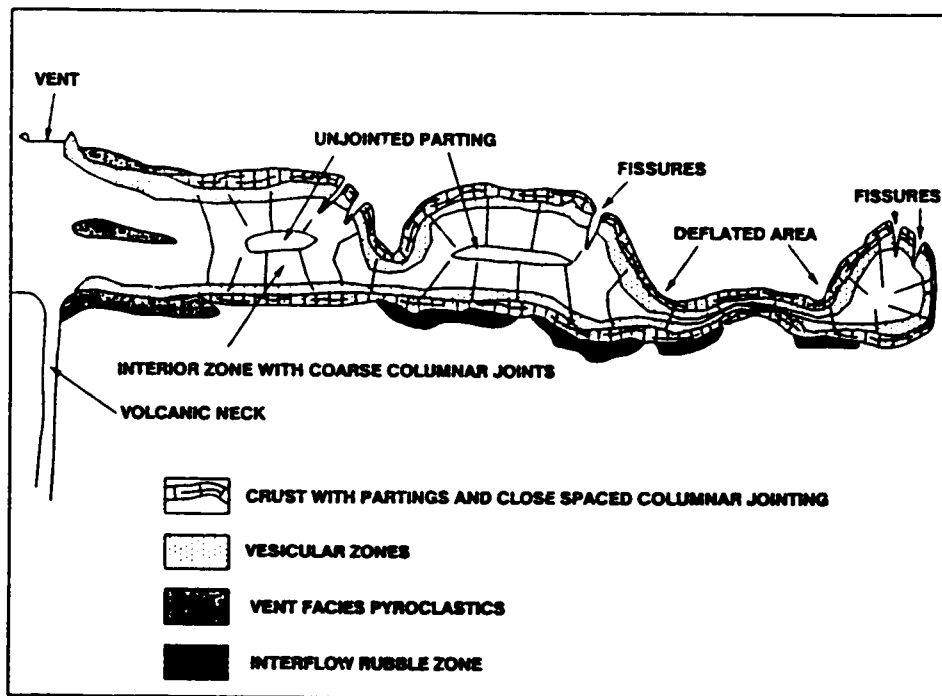 VENT
UNJOINTED PARTING
FISSURES
FISSURES
DEFLATED AREA
INTERIOR ZONE WITH COARSE COLUMNAR JOINTS
VOLCANIC NECK
CRUST WITH PARTINGS AND CLOSE SPACED COLUMNAR JOINTING
VESICULAR ZONES
VENT FACIES PYROCLASTICS
INTERFLOW RUBBLE ZONE